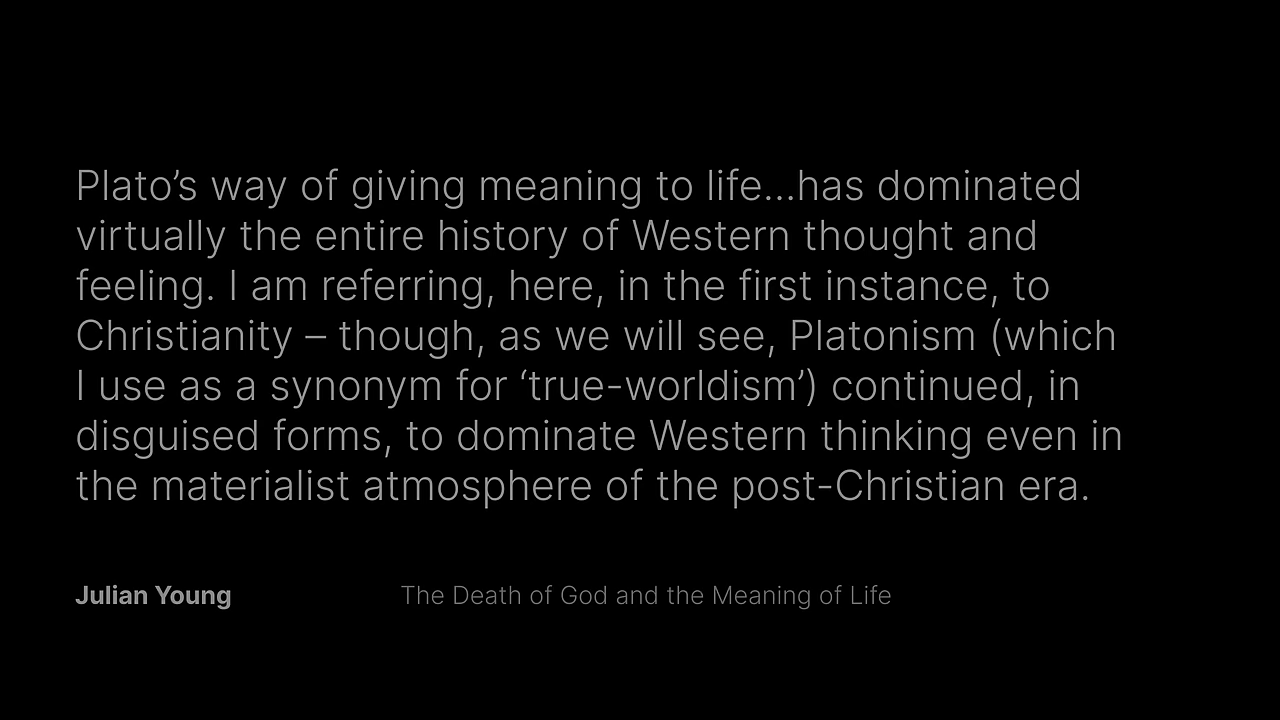 Plato’s way of giving meaning to life...has dominated
virtually the entire history of Western thought and
feeling. I am referring, here, in the first instance, to
Christianity – though, as we will see, Platonism (which
I use as a synonym for ‘true-worldism’) continued, in
disguised forms, to dominate Western thinking even in
the materialist atmosphere of the post-Christian era.
Julian Young The Death of God and the Meaning of Life